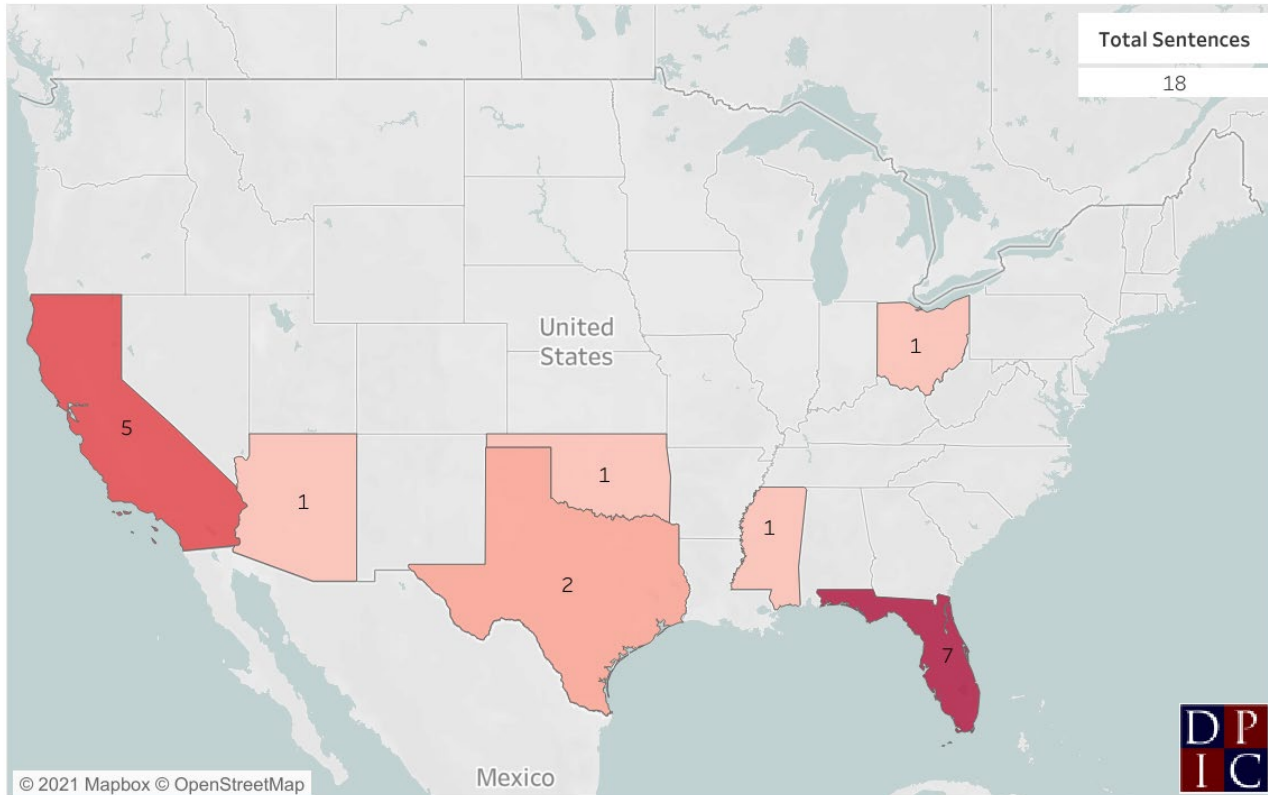 Total Sentences
18
United
States
1
5
1
1
1
2
7
D P
I C
Mexico
© 2021 Mapbox © OpenStreetMap